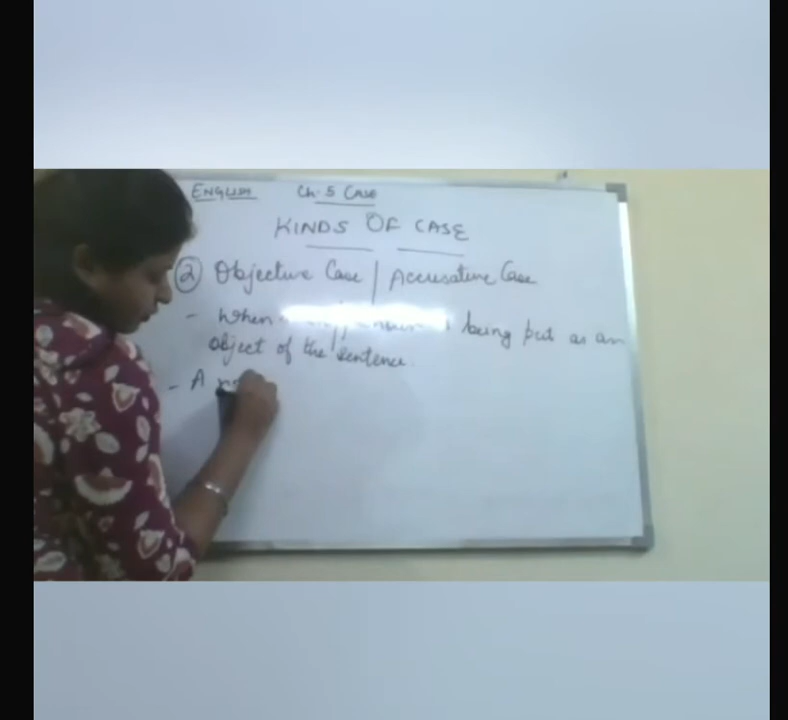 ENGLISH Ch-5 CASE
KINDS OF CASE
② Objective Case | Accusative Case
- When being put as an
object of the sentence.
- A